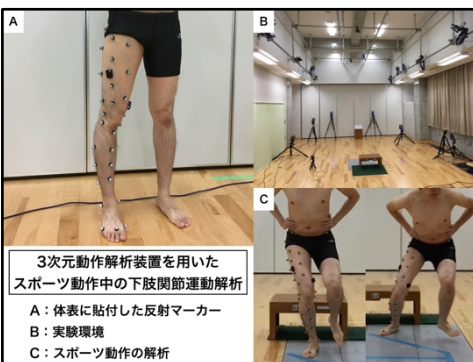 A
B
C
3次元動作解析装置を用いた
スポーツ動作中の下肢関節運動解析
A：体表に貼付した反射マーカー
B：実験環境
C：スポーツ動作の解析